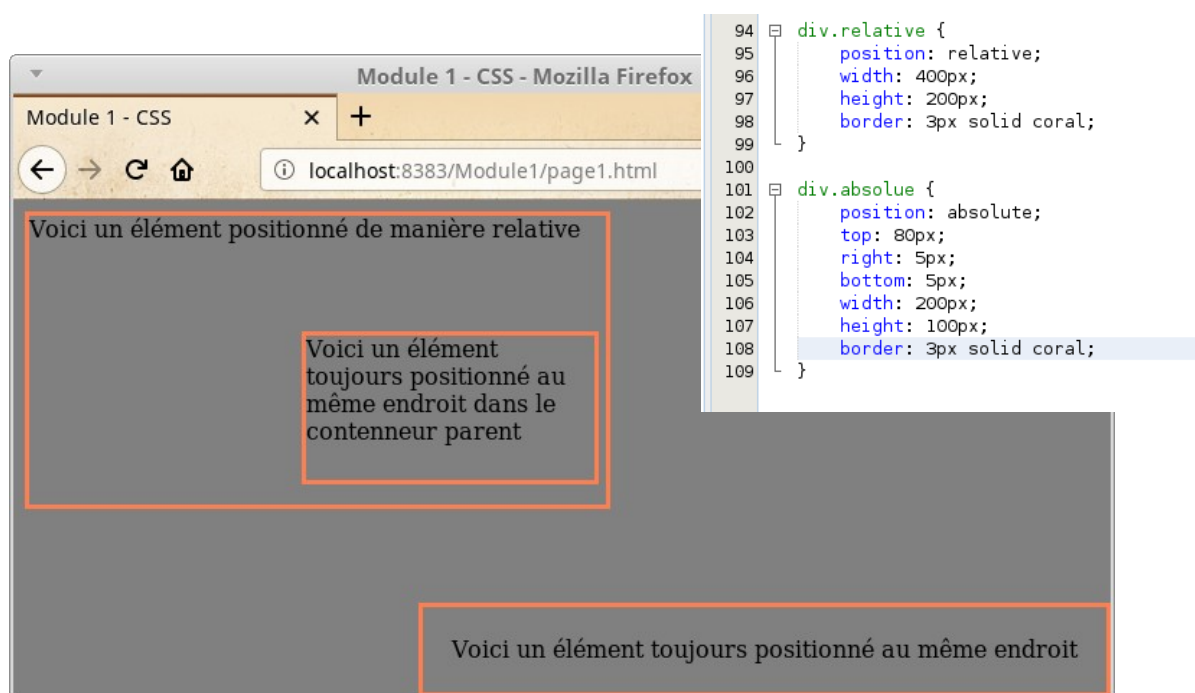 Module 1 - CSS - Mozilla Firefox
Module 1 - CSS × +
localhost:8383/Module1/page1.html
Voici un élément positionné de manière relative
Voici un élément
toujours positionné au
même endroit dans le
contenneur parent
Voici un élément toujours positionné au même endroit
94 div.relative {
95 position: relative;
96 width: 400px;
97 height: 200px;
98 border: 3px solid coral;
99 }
100
101 div.absolue {
102 position: absolute;
103 top: 80px;
104 right: 5px;
105 bottom: 5px;
106 width: 200px;
107 height: 100px;
108 border: 3px solid coral;
109 }